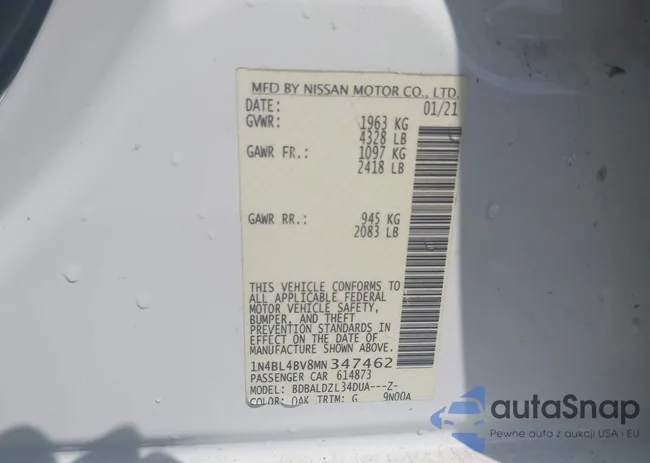 MFD BY NISSAN MOTOR CO., LTD.
DATE: 01/21
GVWR: 1963 KG
4328 LB
GAWR FR.: 1097 KG
2418 LB
GAWR RR.: 945 KG
2083 LB
THIS VEHICLE CONFORMS TO
ALL APPLICABLE FEDERAL
MOTOR VEHICLE SAFETY,
BUMPER, AND THEFT
PREVENTION STANDARDS IN
EFFECT ON THE DATE OF
MANUFACTURE SHOWN ABOVE.
1N4BL4BV8MN347462
PASSENGER CAR 614873
MODEL: BDBALDZL34DUA---Z-
COLOR: QAK TRIM: G 9N00A
autoSnap
Pewne auta z aukcji USA i EU